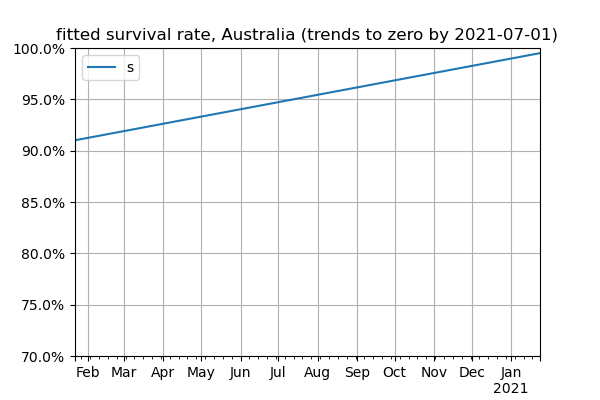 fitted survival rate, Australia (trends to zero by 2021-07-01)
100.0%
s
95.0%
90.0%
85.0%
80.0%
75.0%
70.0%
Feb Mar Apr May Jun Jul Aug Sep Oct Nov Dec Jan
2021